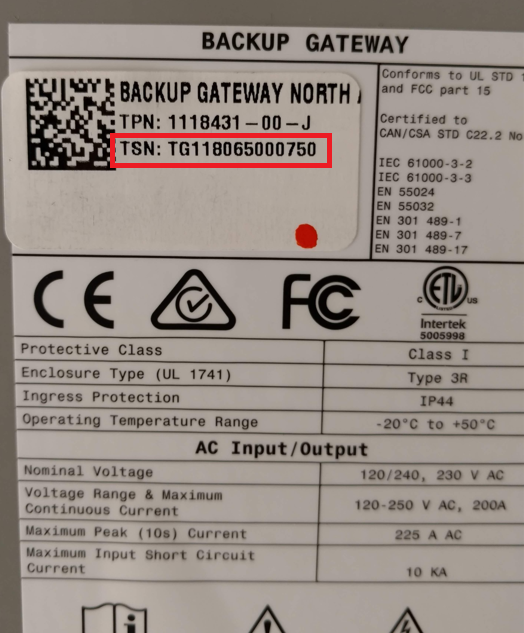 BACKUP GATEWAY
BACKUP GATEWAY NORTH
TPN: 1118431-00-J
TSN: TG118065000750
Conforms to UL STD
and FCC part 15
Certified to
CAN/CSA STD C22.2 No
IEC 61000-3-2
IEC 61000-3-3
EN 55024
EN 55032
EN 301 489-1
EN 301 489-7
EN 301 489-17
CE
FC
C ETL US
Intertek
5005998
Protective Class Class I
Enclosure Type (UL 1741) Type 3R
Ingress Protection IP44
Operating Temperature Range -20°C to +50°C
AC Input/Output
Nominal Voltage 120/240, 230 V AC
Voltage Range & Maximum
Continuous Current 120-250 V AC, 200A
Maximum Peak (10s) Current 225 A AC
Maximum Input Short Circuit
Current 10 KA